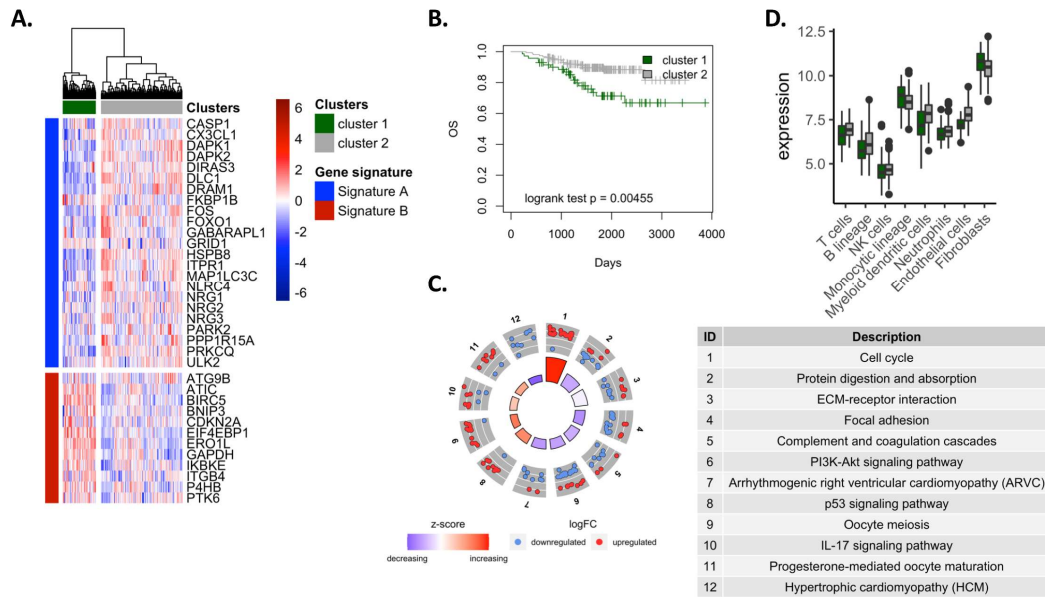 A.
Clusters
CASP1
CX3CL1
DAPK1
DAPK2
DIRAS3
DLC1
DRAM1
FKBP1B
FOS
FOXO1
GABARAPL1
GRID1
HSPB8
ITPR1
MAP1LC3C
NLRC4
NRG1
NRG2
NRG3
PARK2
PPP1R15A
PRKCQ
ULK2
ATG9B
ATIC
BIRC5
BNIP3
CDKN2A
EIF4EBP1
ERO1L
GAPDH
IKBKE
ITGB4
P4HB
PTK6
6
4
2
0
-2
-4
-6
Clusters
cluster 1
cluster 2
Gene signature
Signature A
Signature B
B.
OS
1.0
0.8
0.6
0.4
0.2
0.0
cluster 1
cluster 2
logrank test p = 0.00455
0 1000 2000 3000 4000
Days
C.
1
2
3
4
5
6
7
8
9
10
11
12
z-score
decreasing increasing
logFC
downregulated upregulated
D.
expression
12.5
10.0
7.5
5.0
T cells
B lineage
NK cells
Monocytic lineage
Myeloid dendritic cells
Neutrophils
Endothelial cells
Fibroblasts
ID Description
1 Cell cycle
2 Protein digestion and absorption
3 ECM-receptor interaction
4 Focal adhesion
5 Complement and coagulation cascades
6 PI3K-Akt signaling pathway
7 Arrhythmogenic right ventricular cardiomyopathy (ARVC)
8 p53 signaling pathway
9 Oocyte meiosis
10 IL-17 signaling pathway
11 Progesterone-mediated oocyte maturation
12 Hypertrophic cardiomyopathy (HCM)